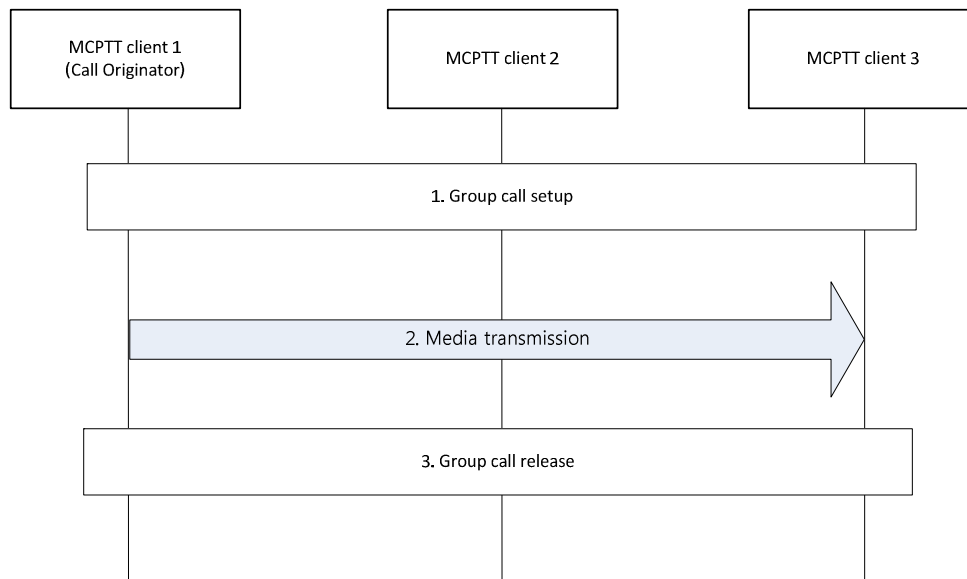 MCPTT client 1
(Call Originator)
MCPTT client 2
MCPTT client 3
1. Group call setup
2. Media transmission
3. Group call release